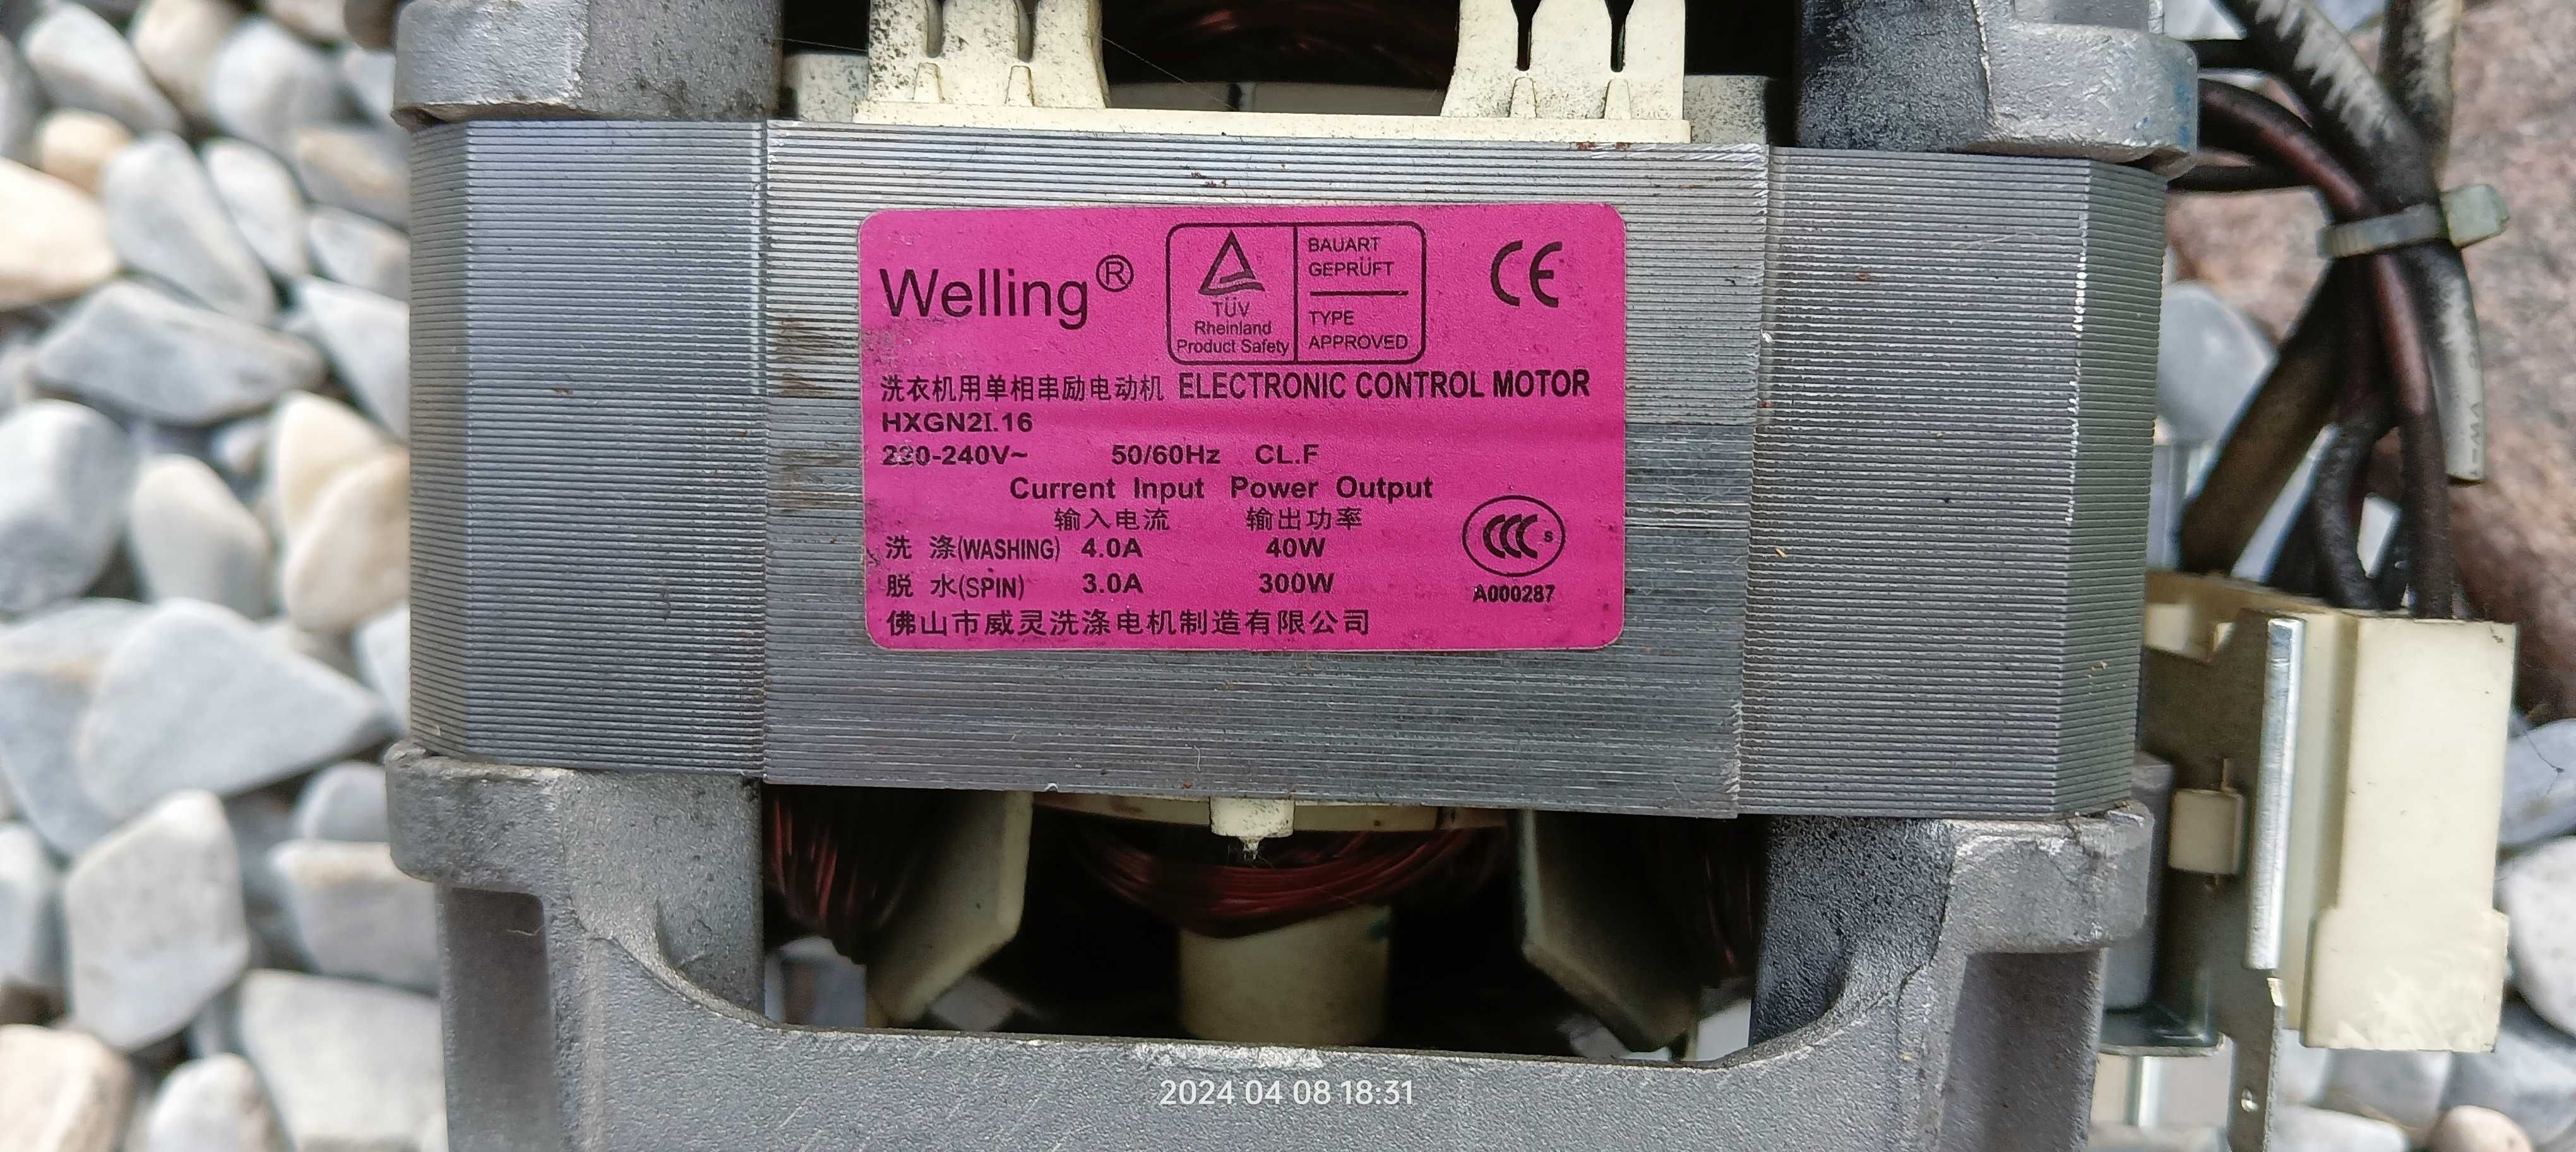 Welling®
TÜV
Rheinland
Product Safety
BAUART
GEPRÜFT
TYPE
APPROVED
CE
洗衣机用单相串励电动机 ELECTRONIC CONTROL MOTOR
HXGN2I.16
220-240V~ 50/60Hz CL.F
Current Input Power Output
输入电流 输出功率
洗 涤(WASHING) 4.0A 40W
脱 水(SPIN) 3.0A 300W
CCC S
A000287
佛山市威灵洗涤电机制造有限公司
2024 04 08 18:31